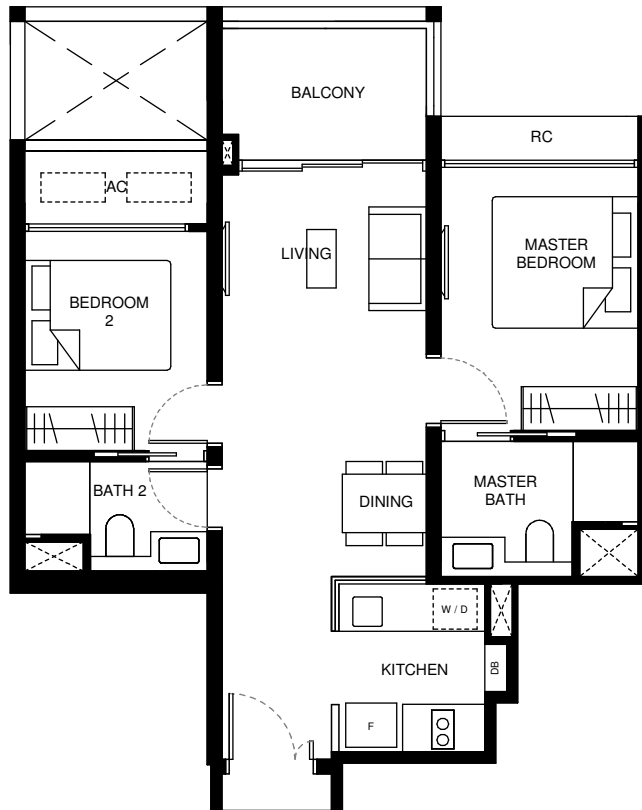 BALCONY
RC
AC
LIVING
MASTER
BEDROOM
BEDROOM
2
BATH 2
DINING
MASTER
BATH
W / D
KITCHEN
DB
F